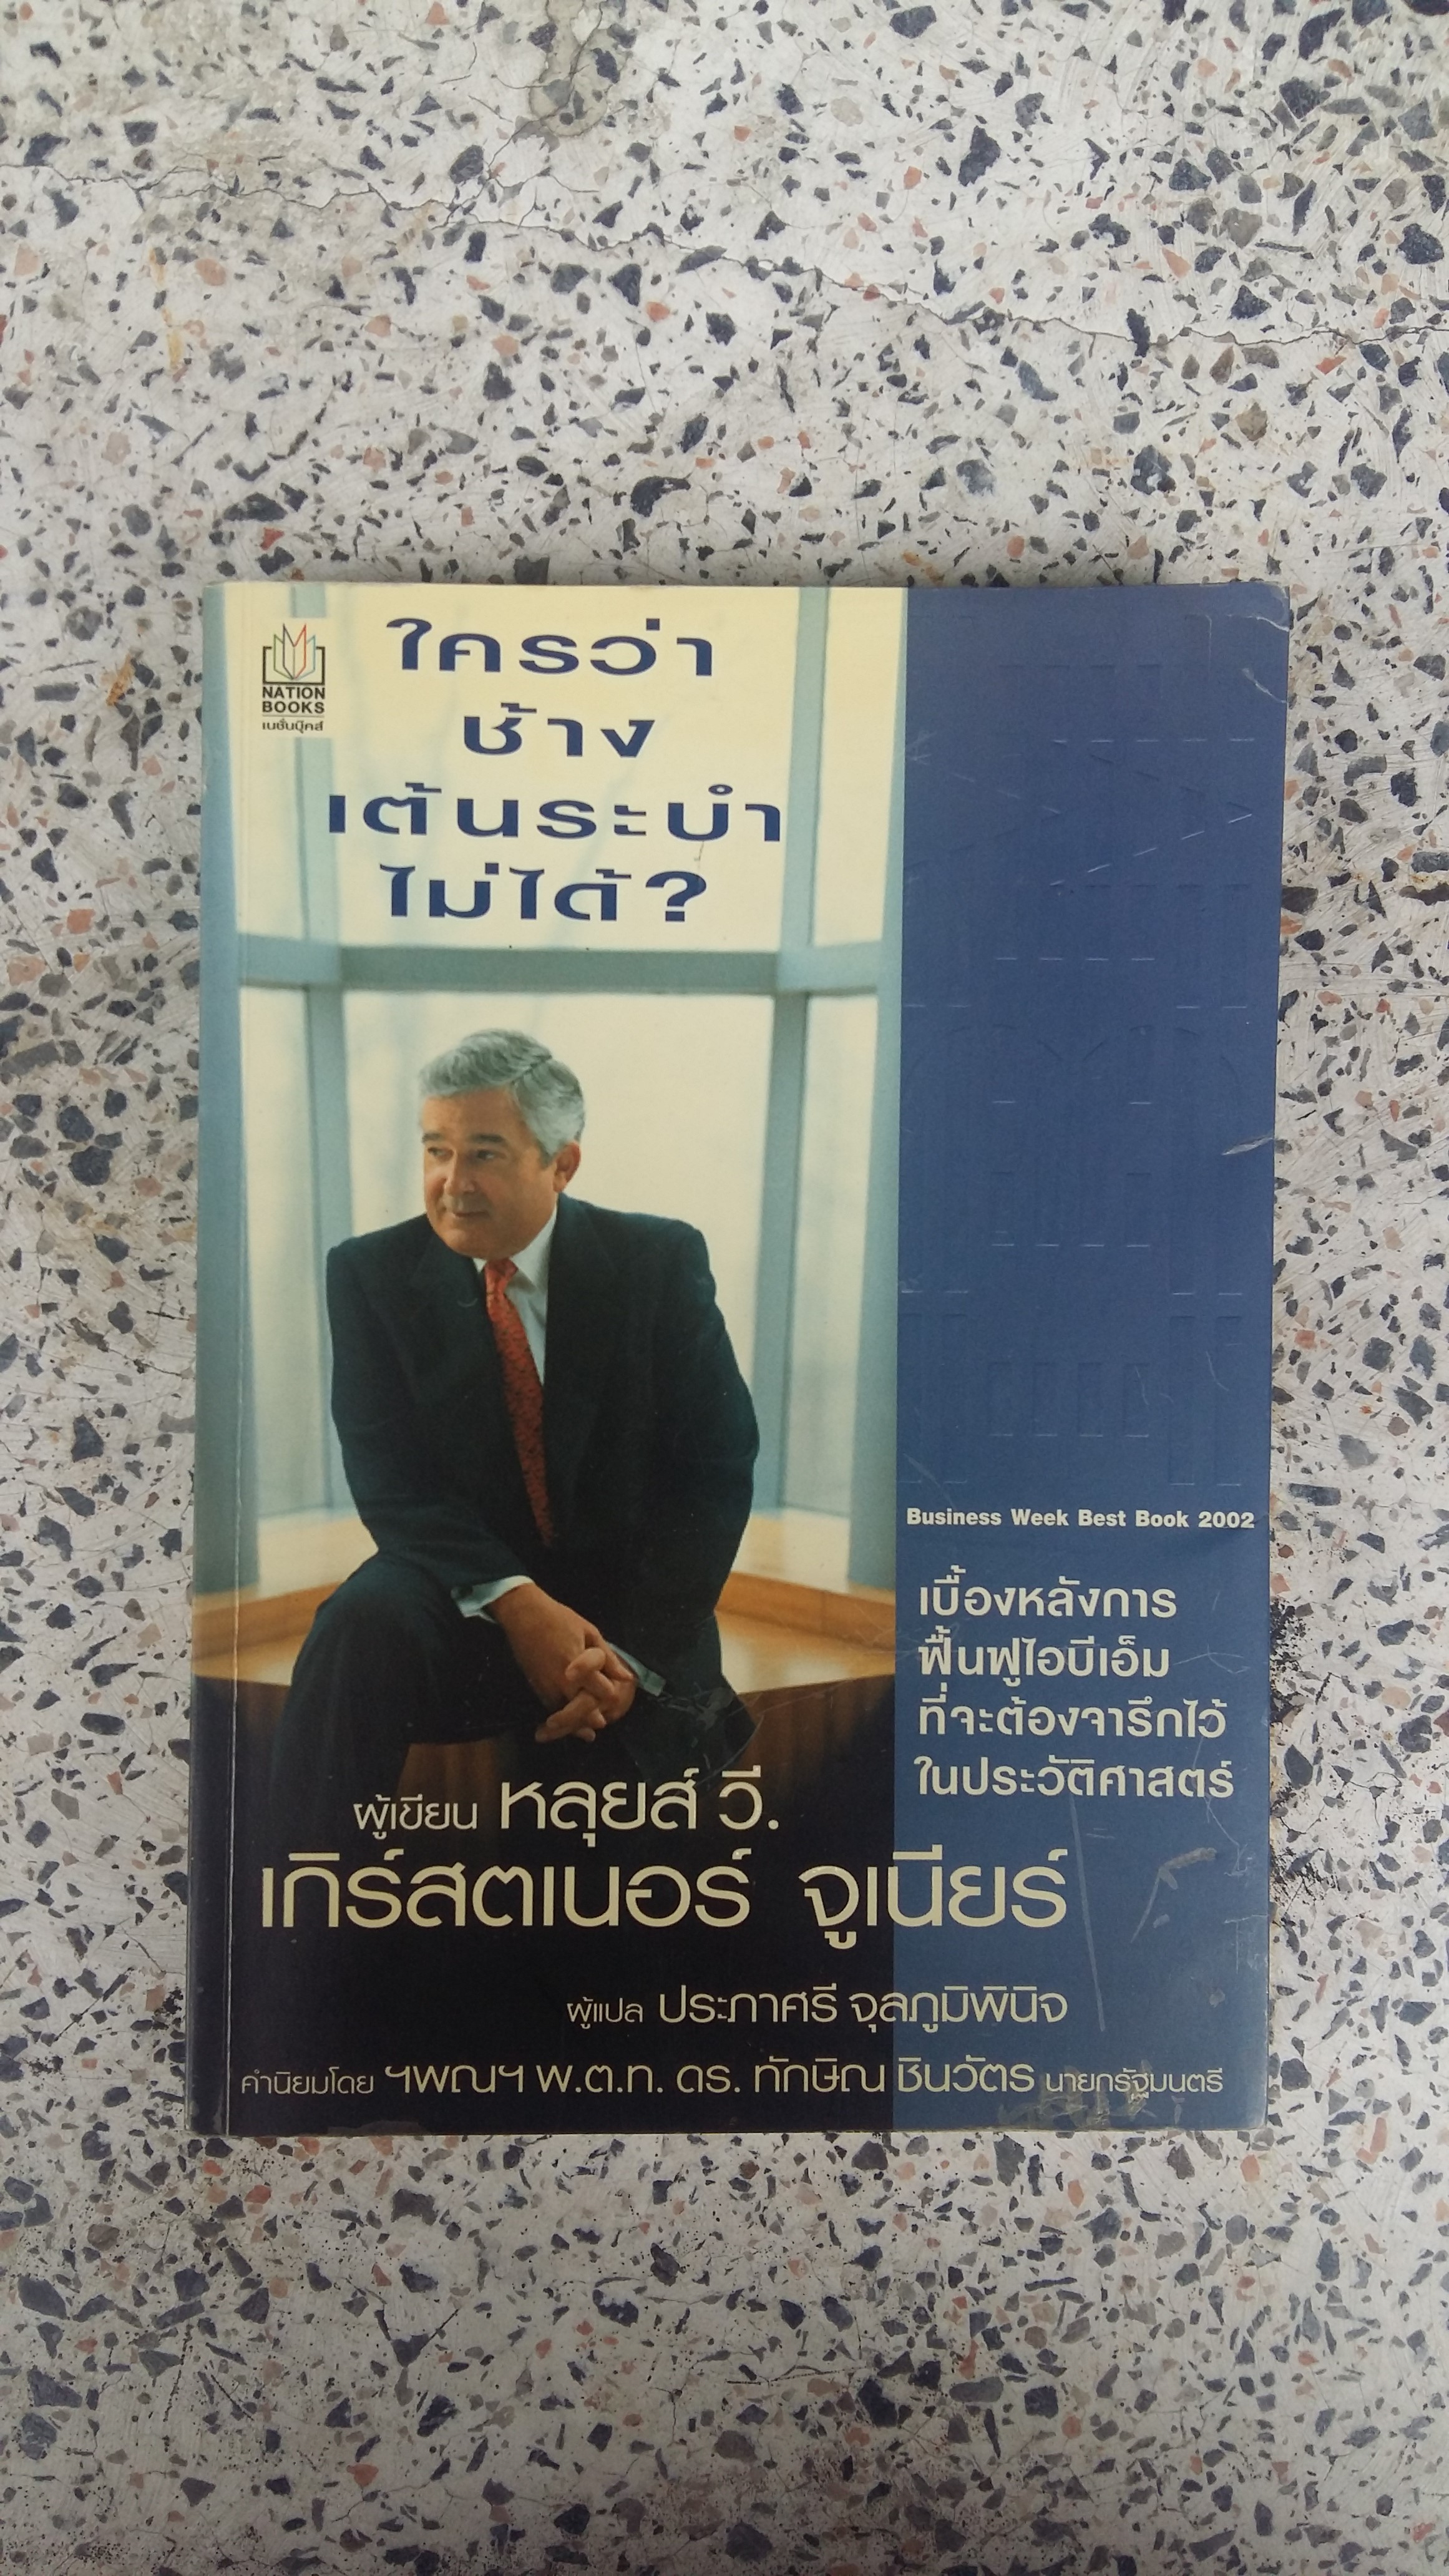 NATION
BOOKS
เนชั่นบุ๊คส์
ใครว่า
ช้าง
เต้นระบำ
ไม่ได้?
Business Week Best Book 2002
เบื้องหลังการ
ฟื้นฟูไอบีเอ็ม
ที่จะต้องจารึกไว้
ในประวัติศาสตร์
ผู้เขียน หลุยส์ วี.
เกิร์สตเนอร์ จูเนียร์
ผู้แปล ประภาศรี จุลภูมิพินิจ
คำนิยมโดย ฯพณฯ พ.ต.ท. ดร. ทักษิณ ชินวัตร นายกรัฐมนตรี